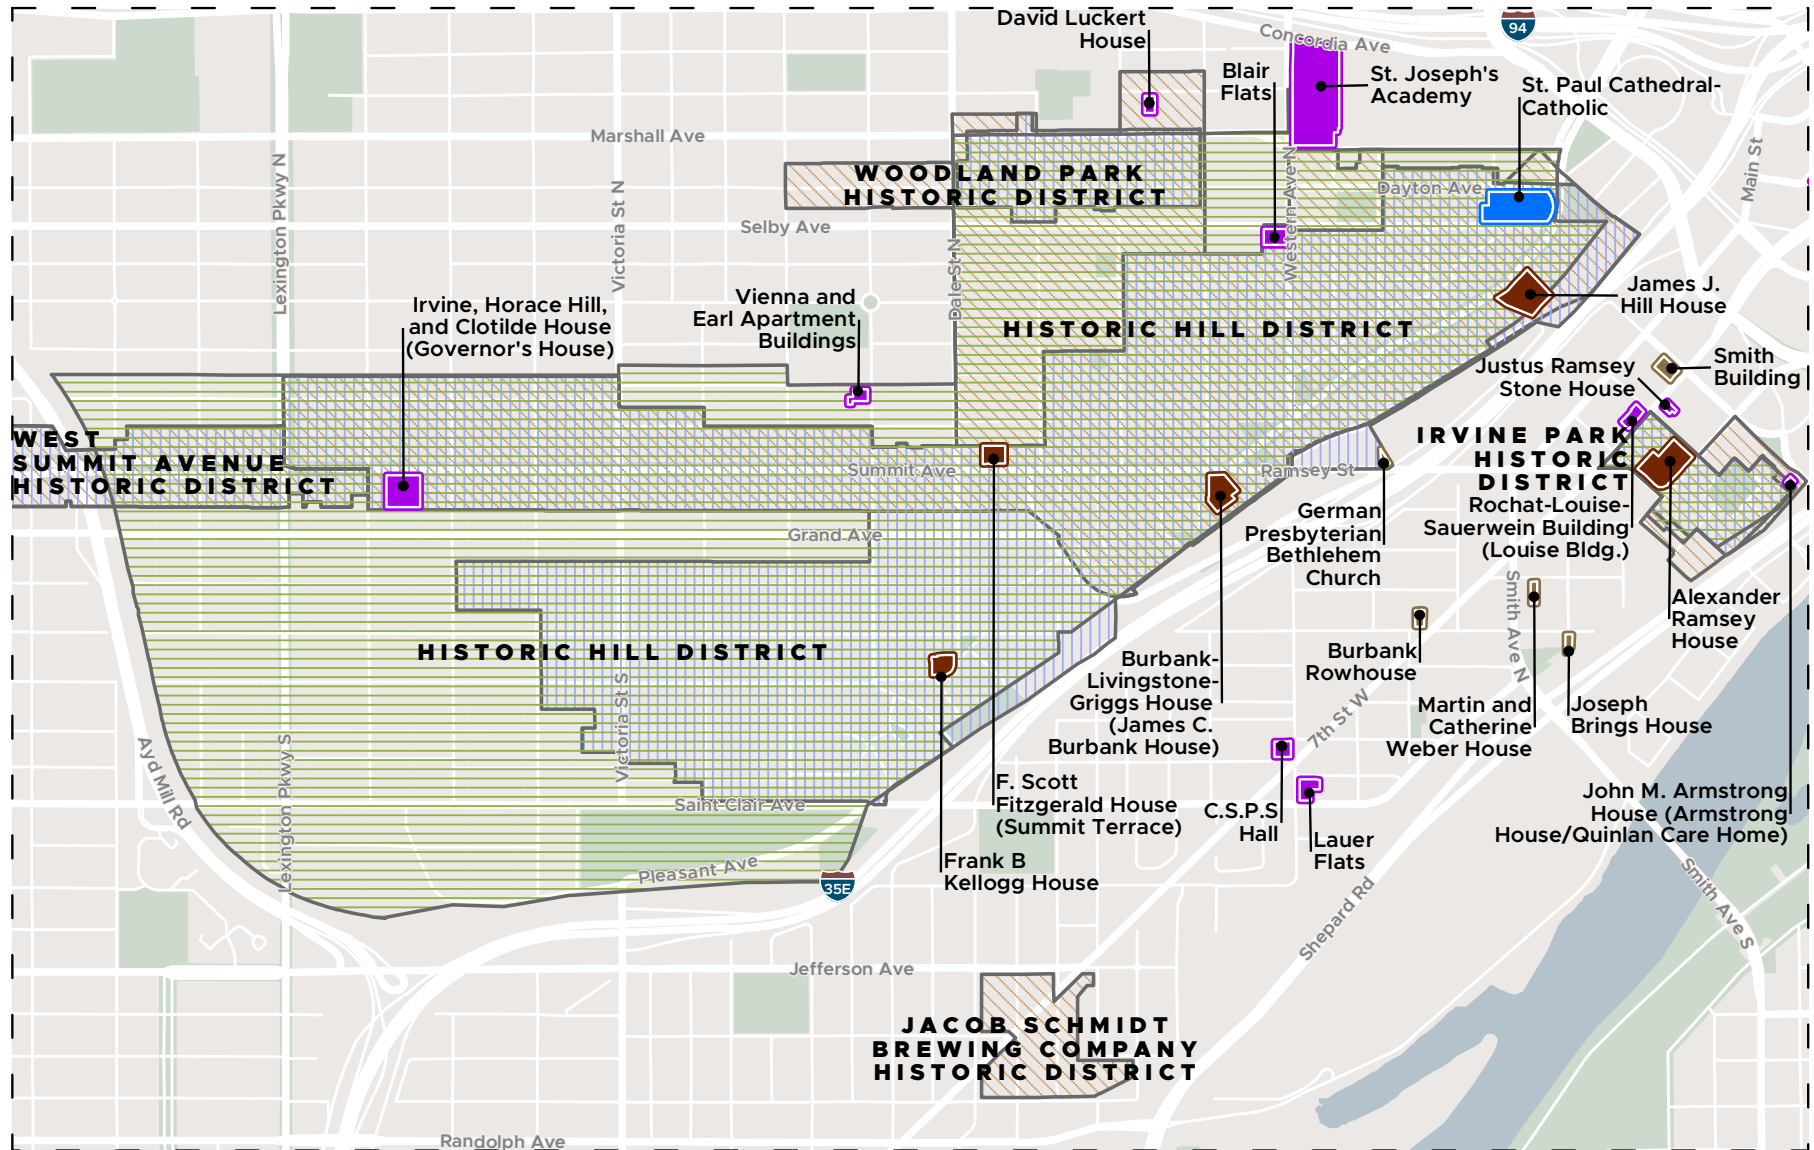 David Luckert
House
Concordia Ave
94
Blair
Flats
St. Joseph's
Academy
St. Paul Cathedral-
Catholic
Main St
Marshall Ave
Lexington Pkwy N
Victoria St N
WOODLAND PARK
HISTORIC DISTRICT
Dayton Ave
Western Ave N
Selby Ave
Dale St N
Irvine, Horace Hill,
and Clotilde House
(Governor's House)
Vienna and
Earl Apartment
Buildings
HISTORIC HILL DISTRICT
James J.
Hill House
Justus Ramsey
Stone House
Smith
Building
WEST
SUMMIT AVENUE
HISTORIC DISTRICT
Summit Ave
Ramsey St
IRVINE PARK
HISTORIC
DISTRICT
Rochat-Louise-
Sauerwein Building
(Louise Bldg.)
German
Presbyterian
Bethlehem
Church
Grand Ave
Smith Ave N
Alexander
Ramsey
House
HISTORIC HILL DISTRICT
Victoria St S
Burbank-
Livingstone-
Griggs House
(James C.
Burbank House)
Burbank
Rowhouse
Martin and
Catherine
Weber House
Joseph
Brings House
7th St W
Ayd Mill Rd
Lexington Pkwy S
Saint Clair Ave
F. Scott
Fitzgerald House
(Summit Terrace)
C.S.P.S
Hall
Lauer
Flats
John M. Armstrong
House (Armstrong
House/Quinlan Care Home)
Frank B
Kellogg House
Pleasant Ave
35E
Shepard Rd
Smith Ave S
Jefferson Ave
JACOB SCHMIDT
BREWING COMPANY
HISTORIC DISTRICT
Randolph Ave